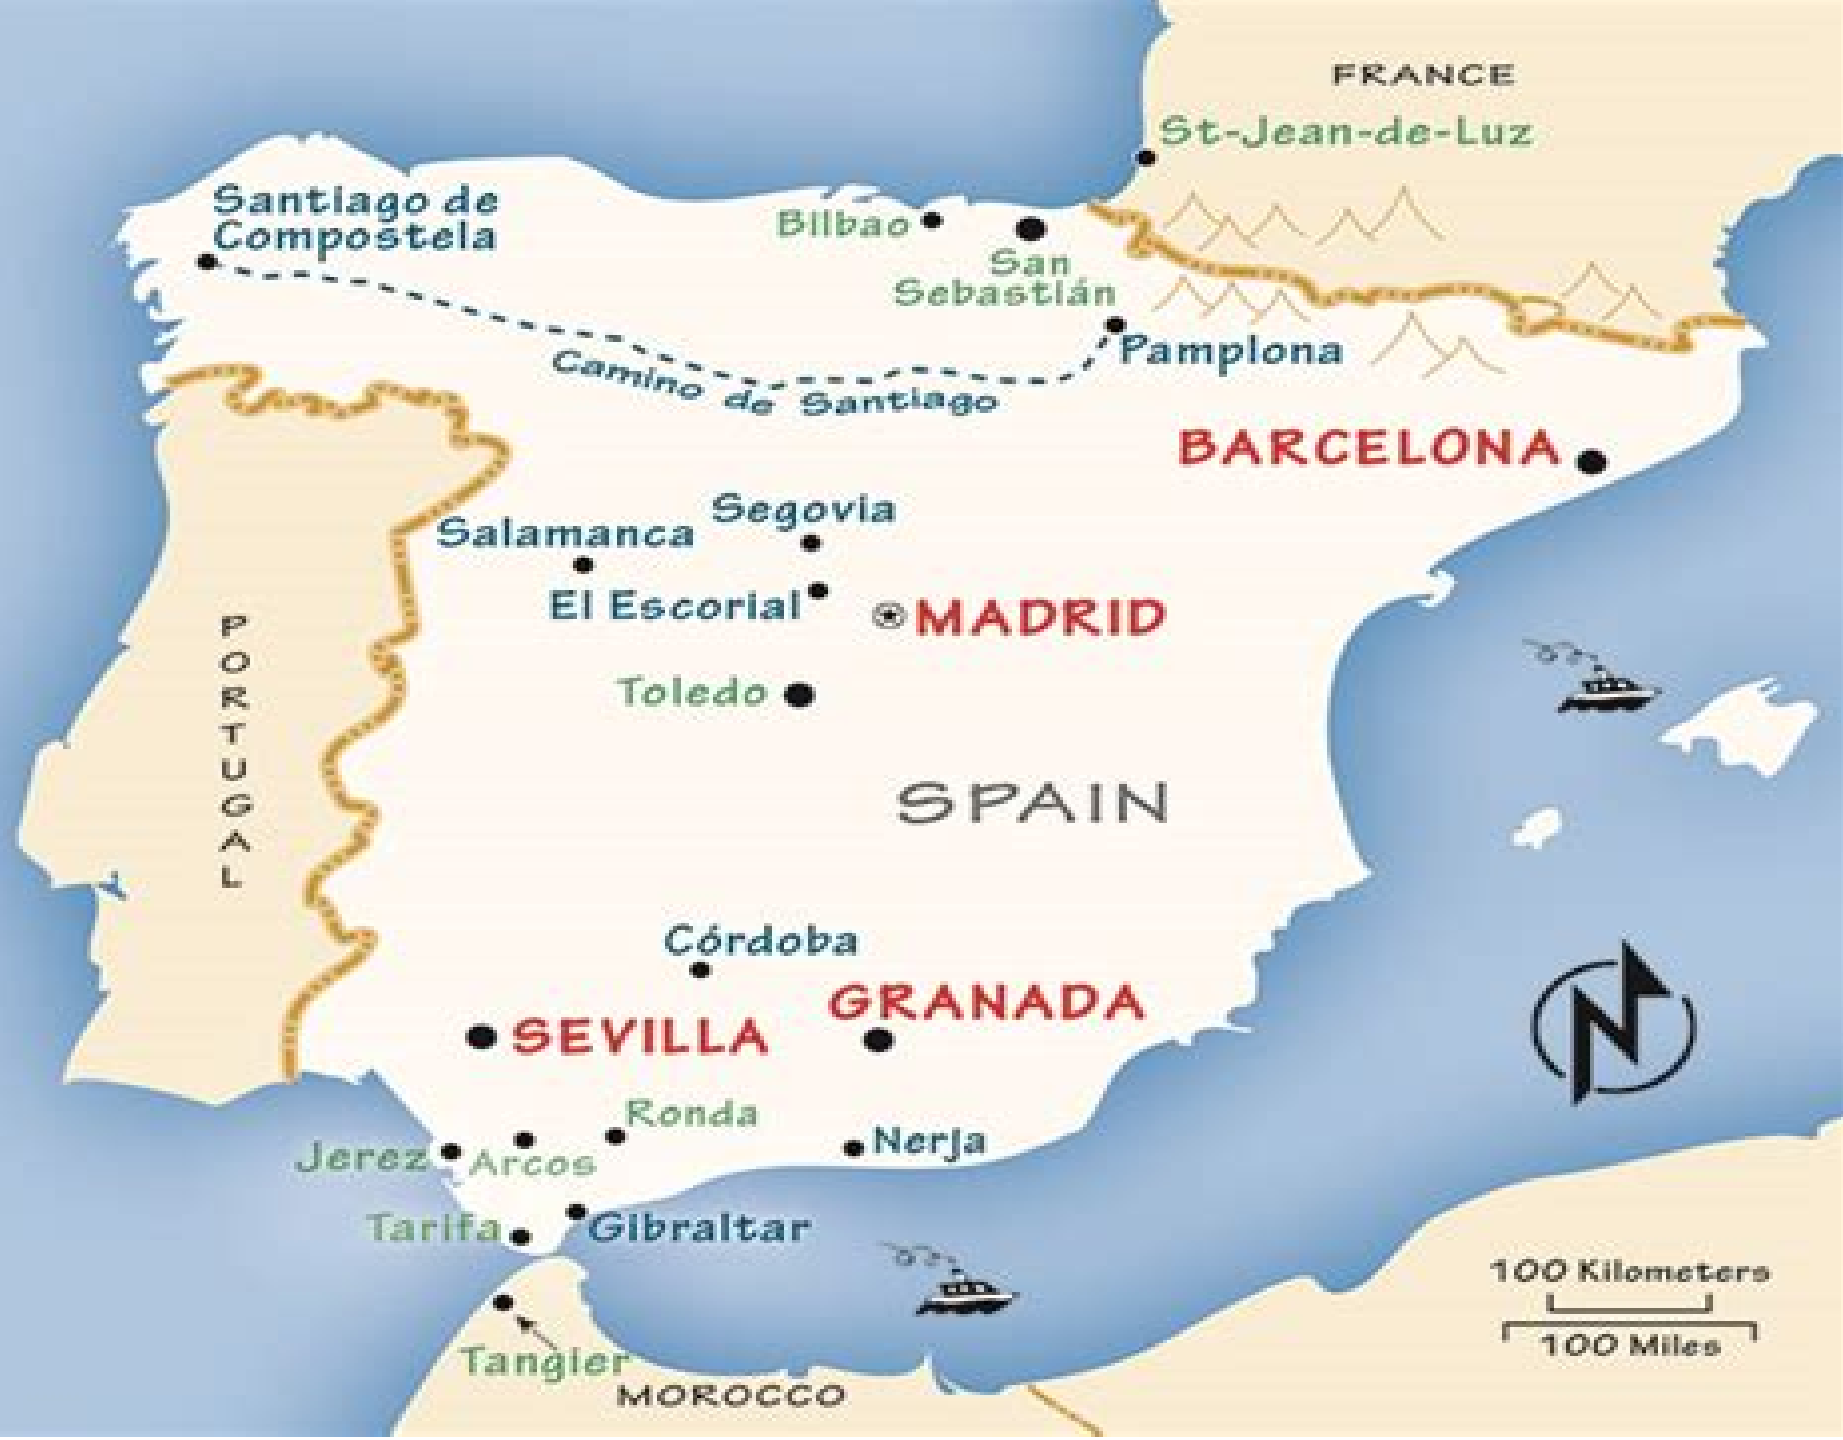 FRANCE
St-Jean-de-Luz
Santiago de
Compostela
Bilbao
San
Sebastián
Pamplona
Camino de Santiago
BARCELONA
Segovia
Salamanca
El Escorial
MADRID
Toledo
PORTUGAL
SPAIN
Córdoba
GRANADA
SEVILLA
Ronda
Jerez
Arcos
Nerja
Tarifa
Gibraltar
N
100 Kilometers
100 Miles
Tangier
MOROCCO